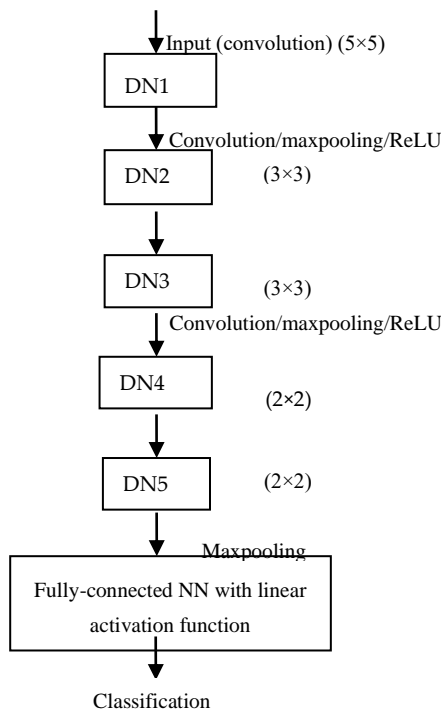 Input (convolution) (5×5)
DN1
Convolution/maxpooling/ReLU
DN2
(3×3)
DN3
(3×3)
Convolution/maxpooling/ReLU
DN4
(2×2)
DN5
(2×2)
Maxpooling
Fully-connected NN with linear
activation function
Classification